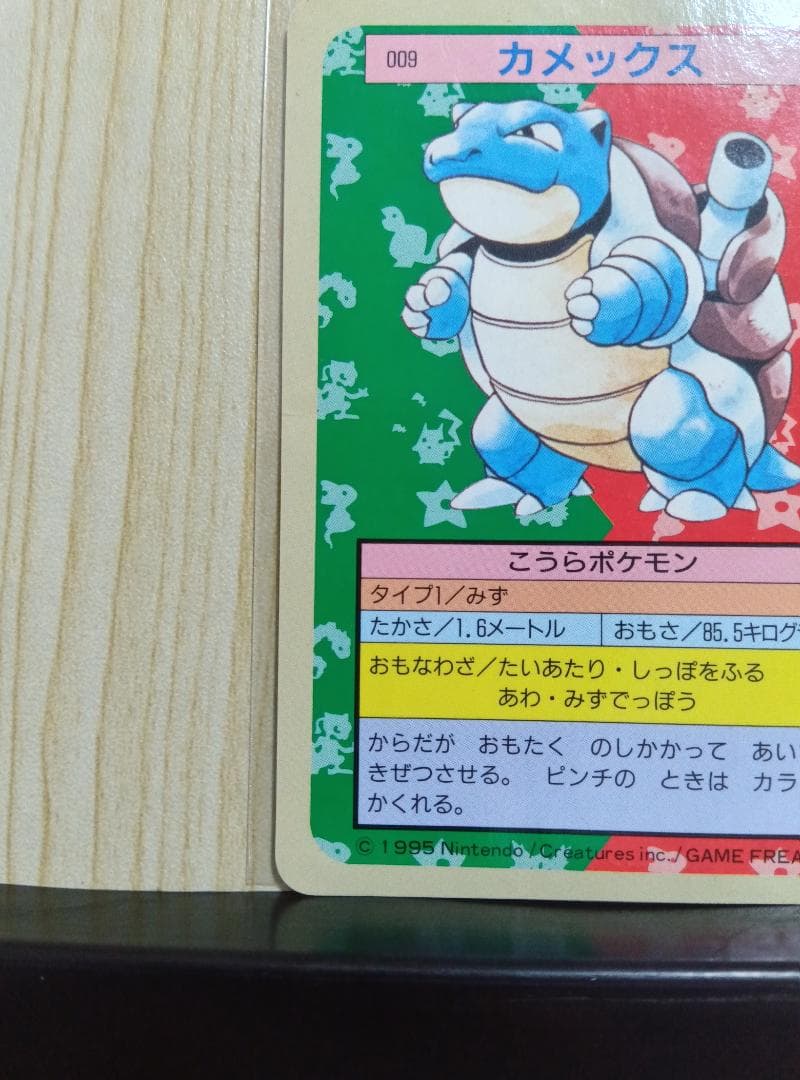 009 カメックス
こうらポケモン
タイプ1／みず
たかさ／1.6メートル おもさ／85.5キログ
おもなわざ／たいあたり・しっぽをふる
あわ・みずでっぽう
からだが おもたく のしかかって あい
きぜつさせる。 ピンチの ときは カラ
かくれる。
© 1995 Nintendo/Creatures inc./GAME FREA